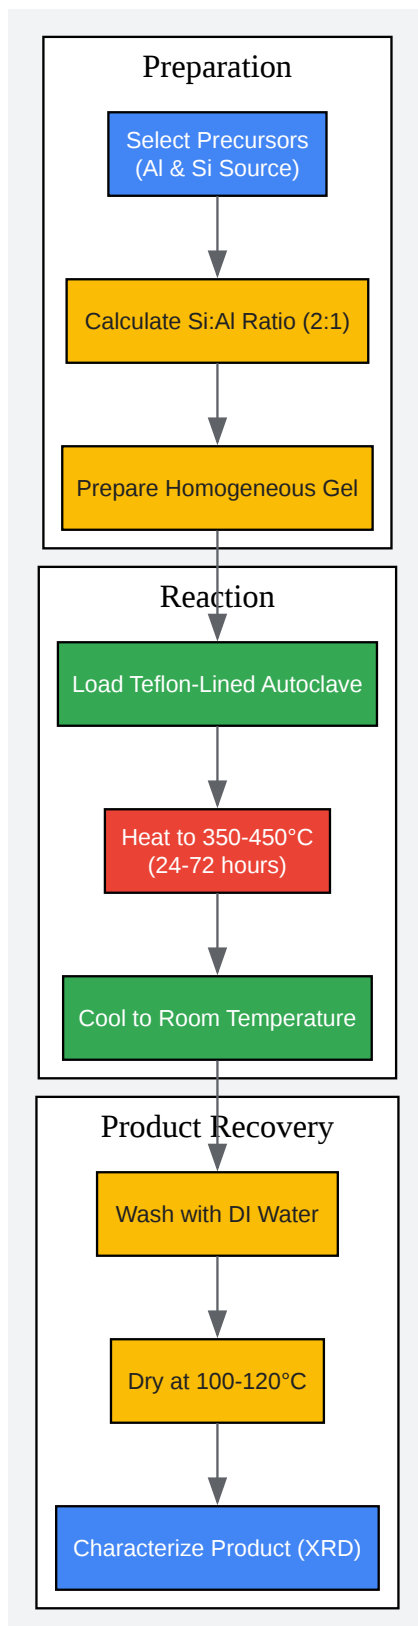 Preparation
Select Precursors
(Al & Si Source)
Calculate Si:Al Ratio (2:1)
Prepare Homogeneous Gel
Reaction
Load Teflon-Lined Autoclave
Heat to 350-450°C
(24-72 hours)
Cool to Room Temperature
Product Recovery
Wash with DI Water
Dry at 100-120°C
Characterize Product (XRD)